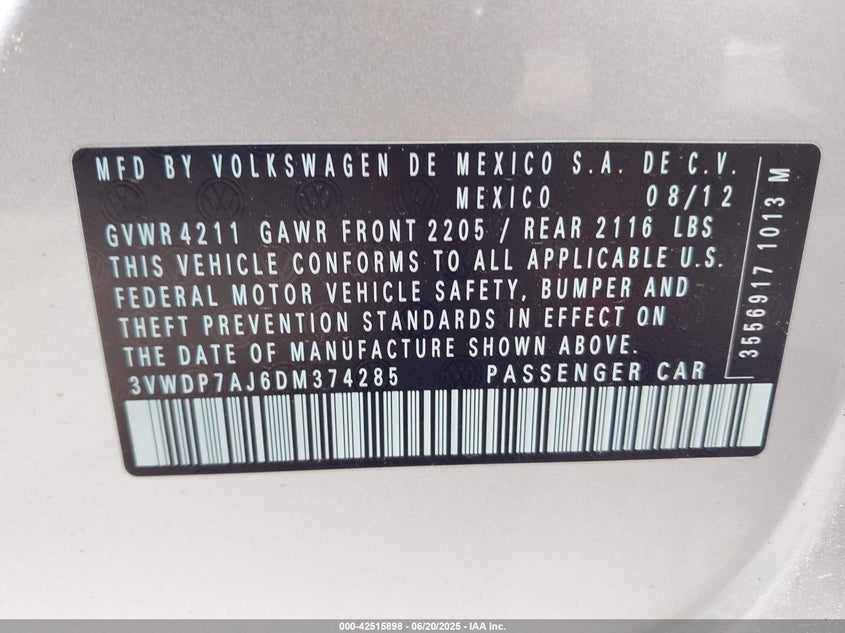 MFD BY VOLKSWAGEN DE MEXICO S.A. DE C.V.
MEXICO 08/12
GVWR 4211 GAWR FRONT 2205 / REAR 2116 LBS
THIS VEHICLE CONFORMS TO ALL APPLICABLE U.S.
FEDERAL MOTOR VEHICLE SAFETY, BUMPER AND
THEFT PREVENTION STANDARDS IN EFFECT ON
THE DATE OF MANUFACTURE SHOWN ABOVE.
3VWDP7AJ6DM374285 PASSENGER CAR
3556917 1013 M
000-42515898 - 06/20/2025 - IAA Inc.